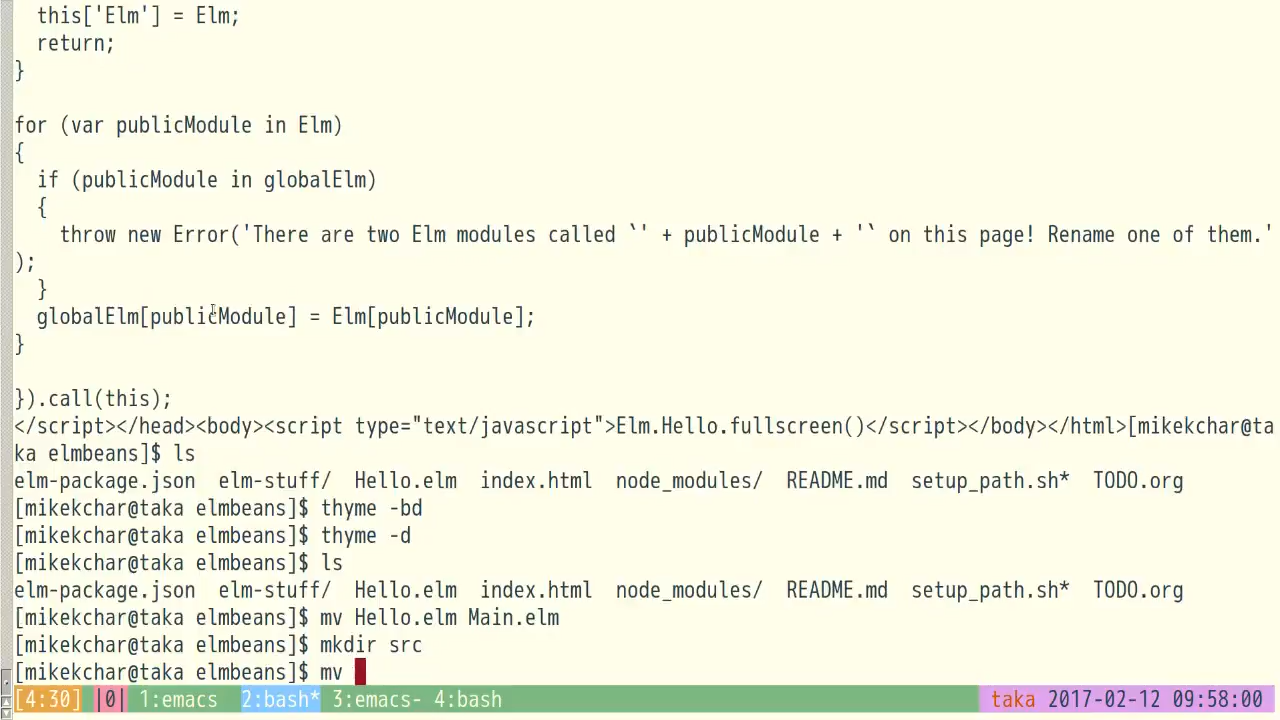 this['Elm'] = Elm;
return;
}
for (var publicModule in Elm)
{
if (publicModule in globalElm)
{
throw new Error('There are two Elm modules called `' + publicModule + '` on this page! Rename one of them.'
);
}
globalElm[publicModule] = Elm[publicModule];
}
}).call(this);
</script></head><body><script type="text/javascript">Elm.Hello.fullscreen()</script></body></html>[mikekchar@ta
ka elmbeans]$ ls
elm-package.json  elm-stuff/  Hello.elm  index.html  node_modules/  README.md  setup_path.sh*  TODO.org
[mikekchar@taka elmbeans]$ thyme -bd
[mikekchar@taka elmbeans]$ thyme -d
[mikekchar@taka elmbeans]$ ls
elm-package.json  elm-stuff/  Hello.elm  index.html  node_modules/  README.md  setup_path.sh*  TODO.org
[mikekchar@taka elmbeans]$ mv Hello.elm Main.elm
[mikekchar@taka elmbeans]$ mkdir src
[mikekchar@taka elmbeans]$ mv
[4:30] |0| 1:emacs  2:bash* 3:emacs- 4:bash taka 2017-02-12 09:58:00